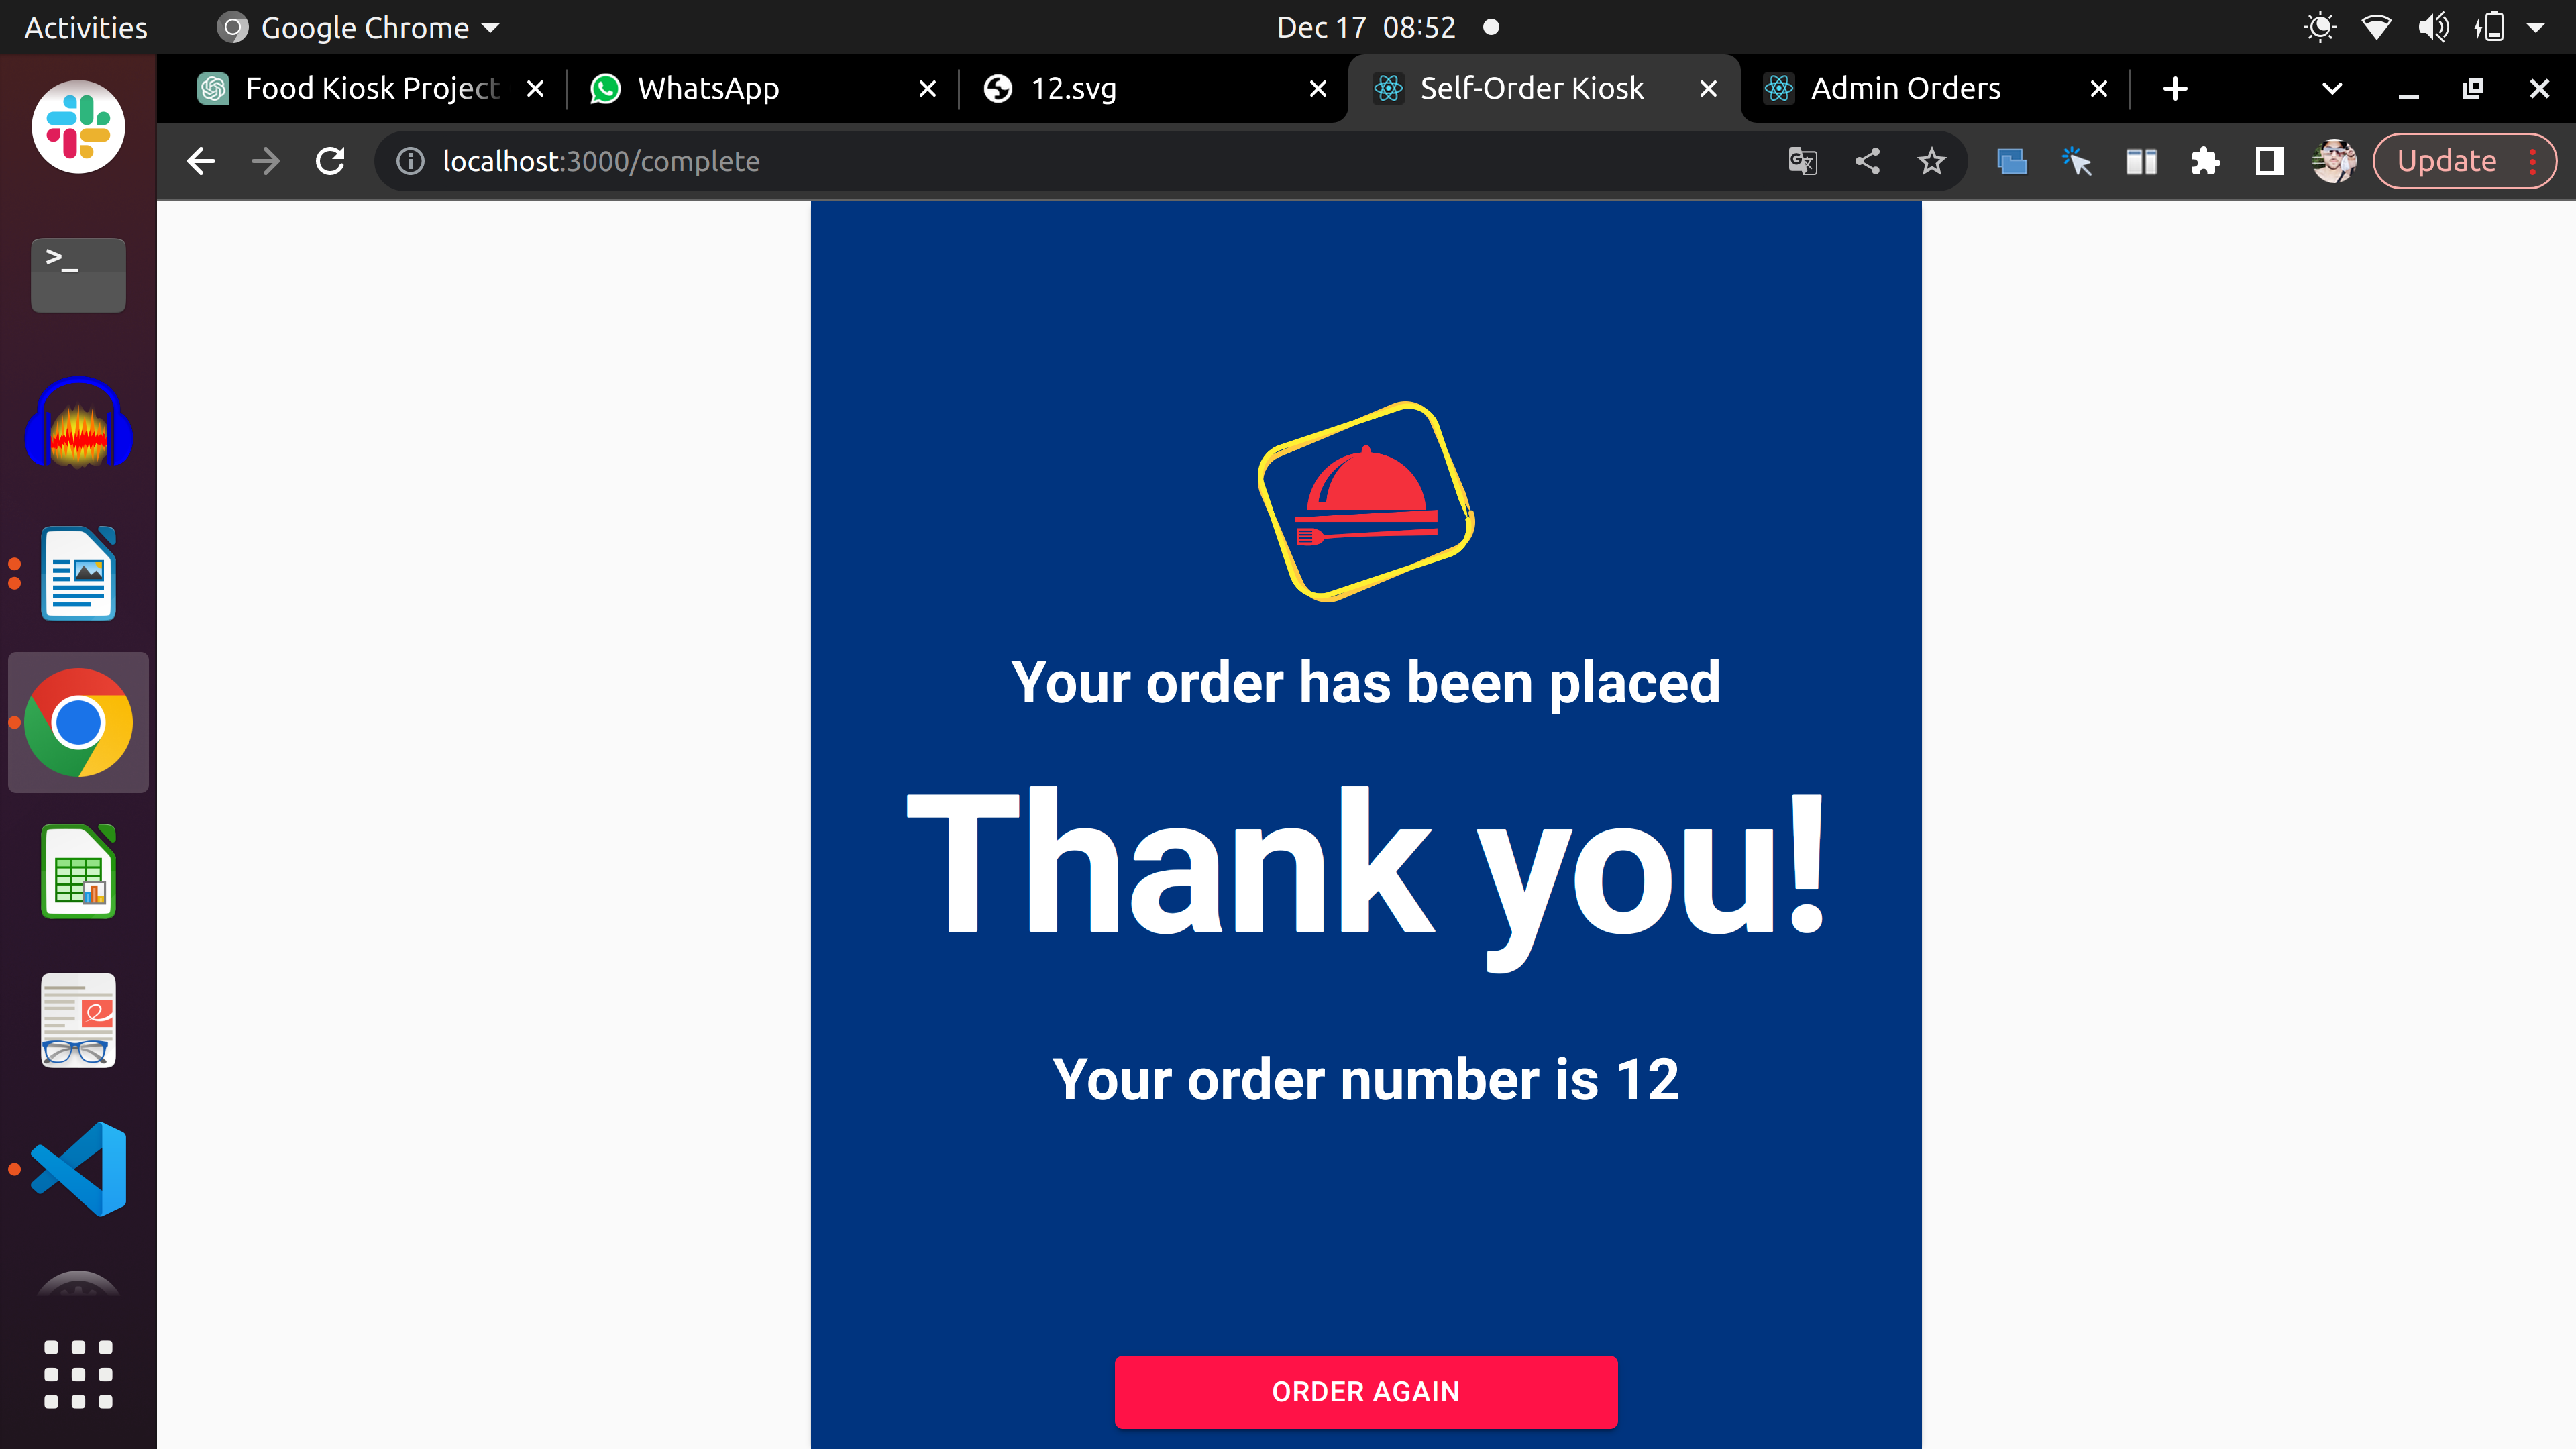 Activities
Google Chrome
Dec 17 08:52
Food Kiosk Project
WhatsApp
12.svg
Self-Order Kiosk
Admin Orders
localhost:3000/complete
Update
Your order has been placed
Thank you!
Your order number is 12
ORDER AGAIN